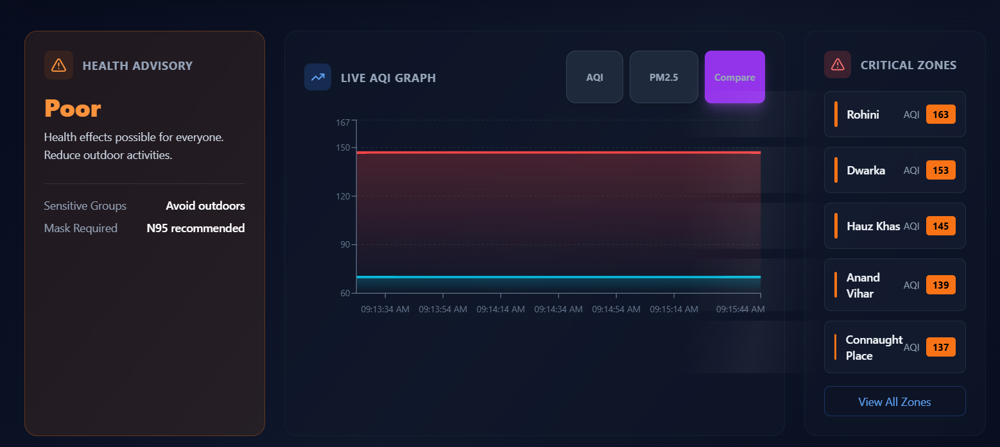 HEALTH ADVISORY
Poor
Health effects possible for everyone.
Reduce outdoor activities.
Sensitive Groups Avoid outdoors
Mask Required N95 recommended
LIVE AQI GRAPH
AQI PM2.5 Compare
167
150
120
90
60
09:13:34 AM 09:13:54 AM 09:14:14 AM 09:14:34 AM 09:14:54 AM 09:15:14 AM 09:15:44 AM
CRITICAL ZONES
Rohini AQI 163
Dwarka AQI 153
Hauz Khas AQI 145
Anand
Vihar AQI 139
Connaught
Place AQI 137
View All Zones